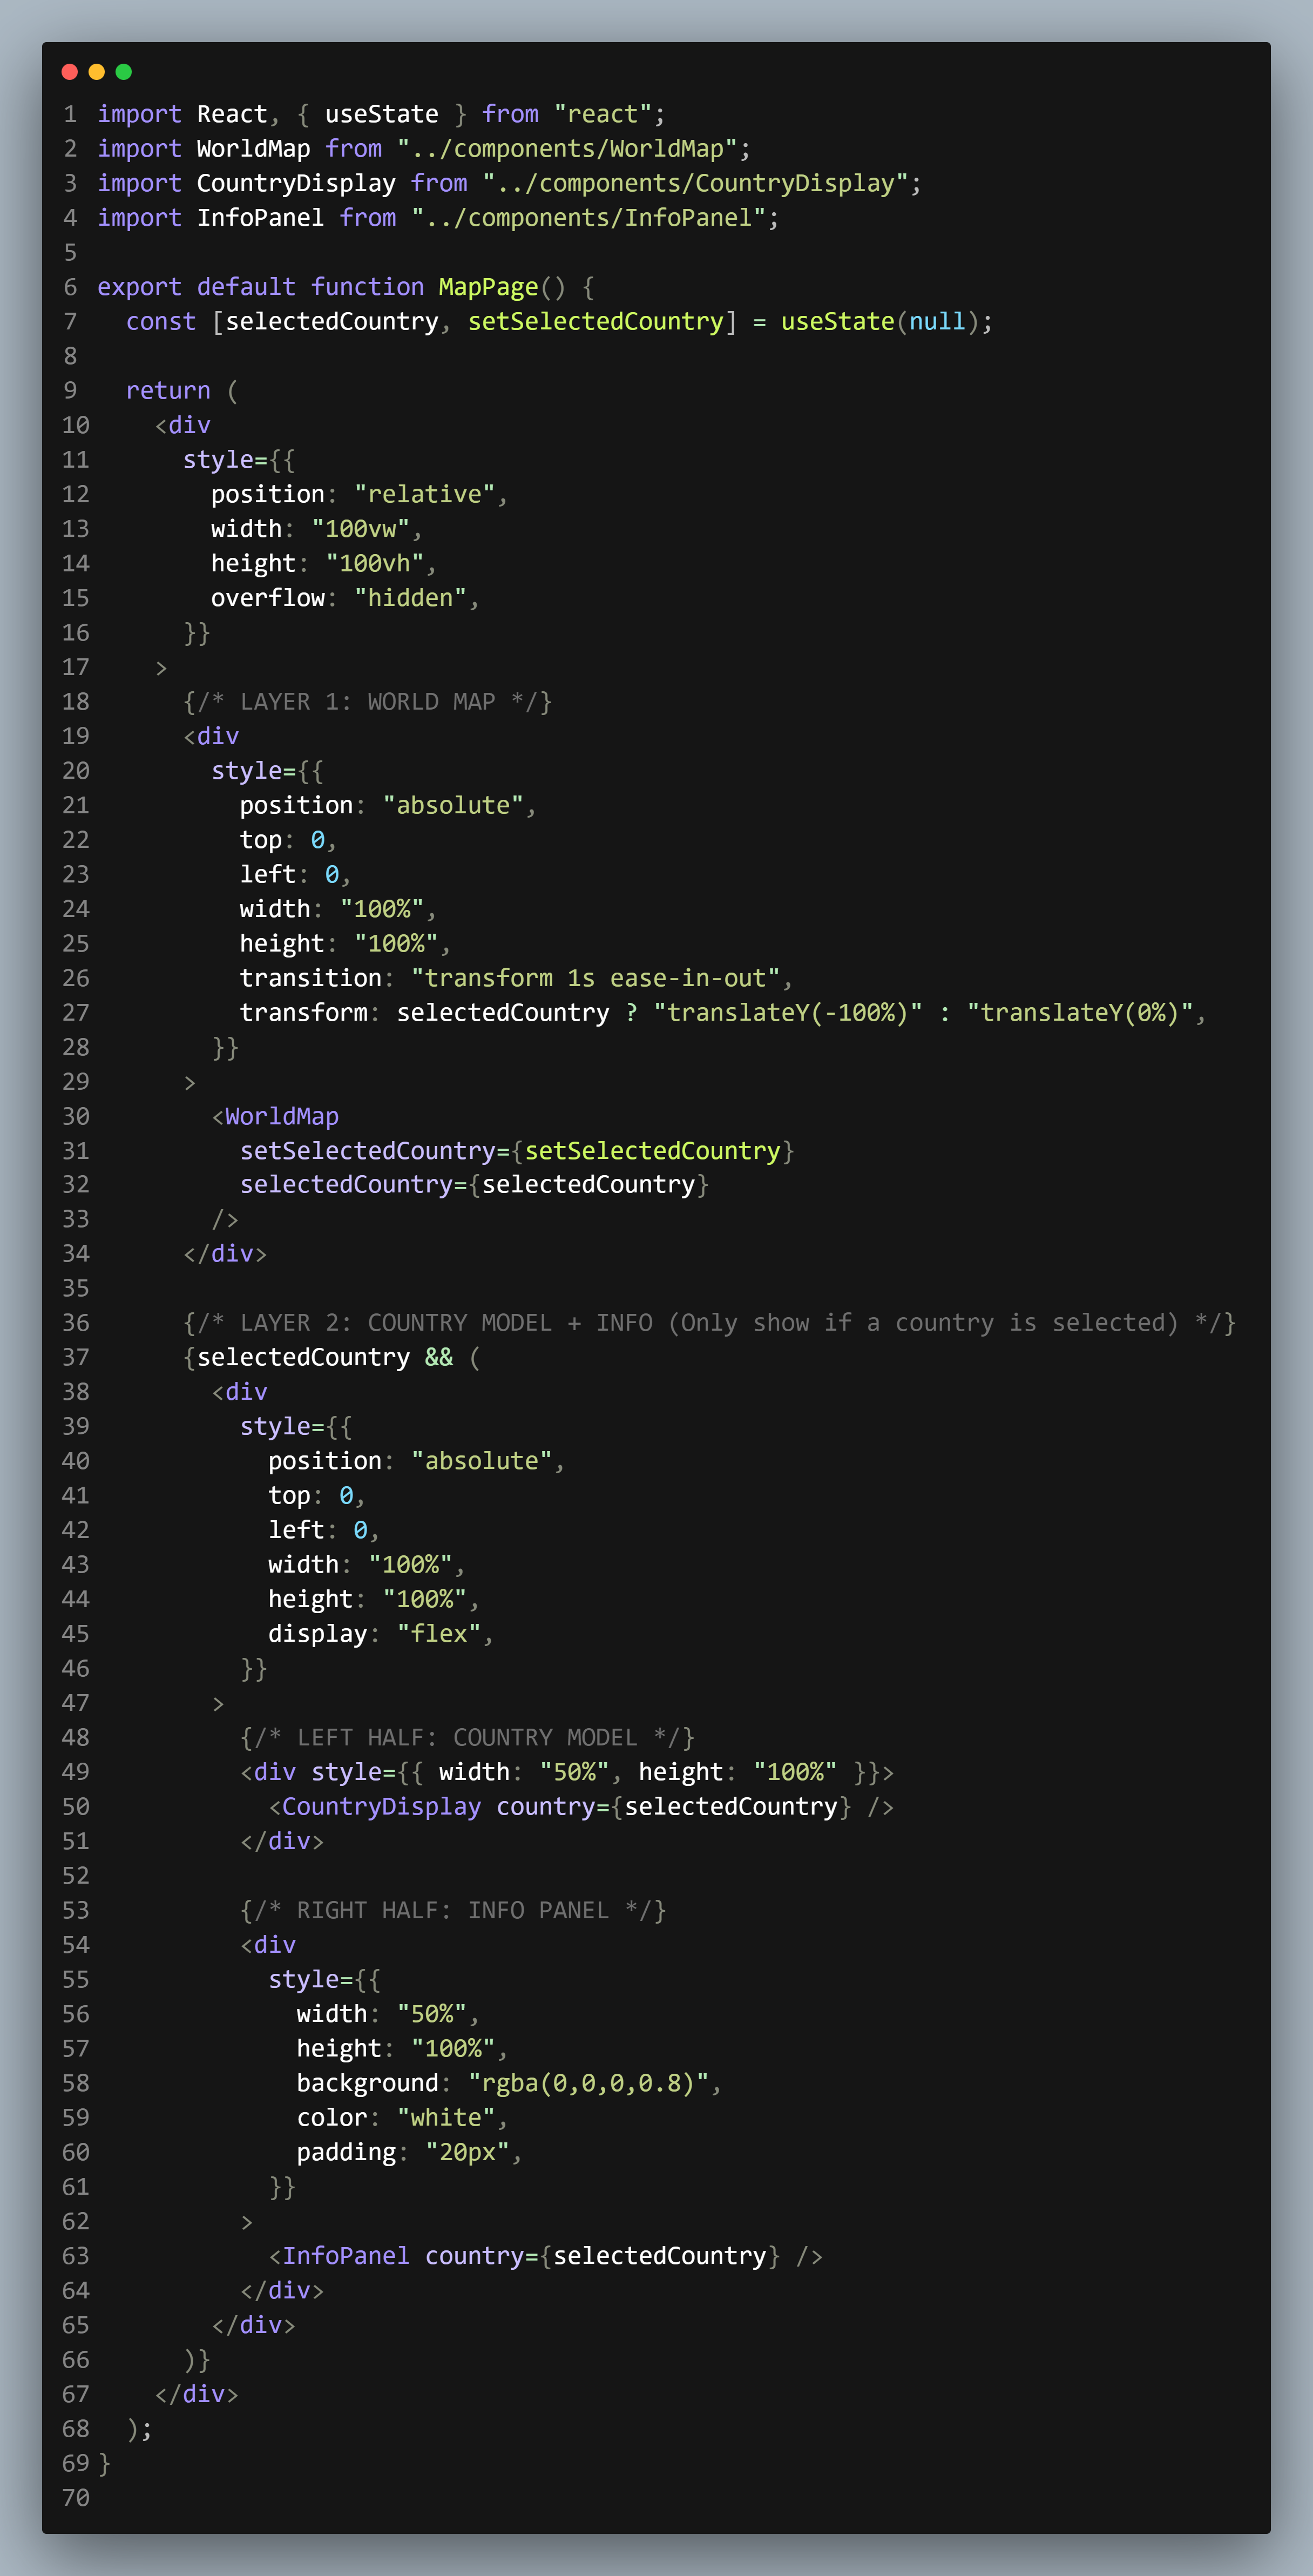 1 import React, { useState } from "react";
2 import WorldMap from "../components/WorldMap";
3 import CountryDisplay from "../components/CountryDisplay";
4 import InfoPanel from "../components/InfoPanel";
5
6 export default function MapPage() {
7   const [selectedCountry, setSelectedCountry] = useState(null);
8
9   return (
10     <div
11       style={{
12         position: "relative",
13         width: "100vw",
14         height: "100vh",
15         overflow: "hidden",
16       }}
17     >
18       {/* LAYER 1: WORLD MAP */}
19       <div
20         style={{
21           position: "absolute",
22           top: 0,
23           left: 0,
24           width: "100%",
25           height: "100%",
26           transition: "transform 1s ease-in-out",
27           transform: selectedCountry ? "translateY(-100%)" : "translateY(0%)",
28         }}
29       >
30         <WorldMap
31           setSelectedCountry={setSelectedCountry}
32           selectedCountry={selectedCountry}
33         />
34       </div>
35
36       {/* LAYER 2: COUNTRY MODEL + INFO (Only show if a country is selected) */}
37       {selectedCountry && (
38         <div
39           style={{
40             position: "absolute",
41             top: 0,
42             left: 0,
43             width: "100%",
44             height: "100%",
45             display: "flex",
46           }}
47         >
48           {/* LEFT HALF: COUNTRY MODEL */}
49           <div style={{ width: "50%", height: "100%" }}>
50             <CountryDisplay country={selectedCountry} />
51           </div>
52
53           {/* RIGHT HALF: INFO PANEL */}
54           <div
55             style={{
56               width: "50%",
57               height: "100%",
58               background: "rgba(0,0,0,0.8)",
59               color: "white",
60               padding: "20px",
61             }}
62           >
63             <InfoPanel country={selectedCountry} />
64           </div>
65         </div>
66       )}
67     </div>
68   );
69 }
70